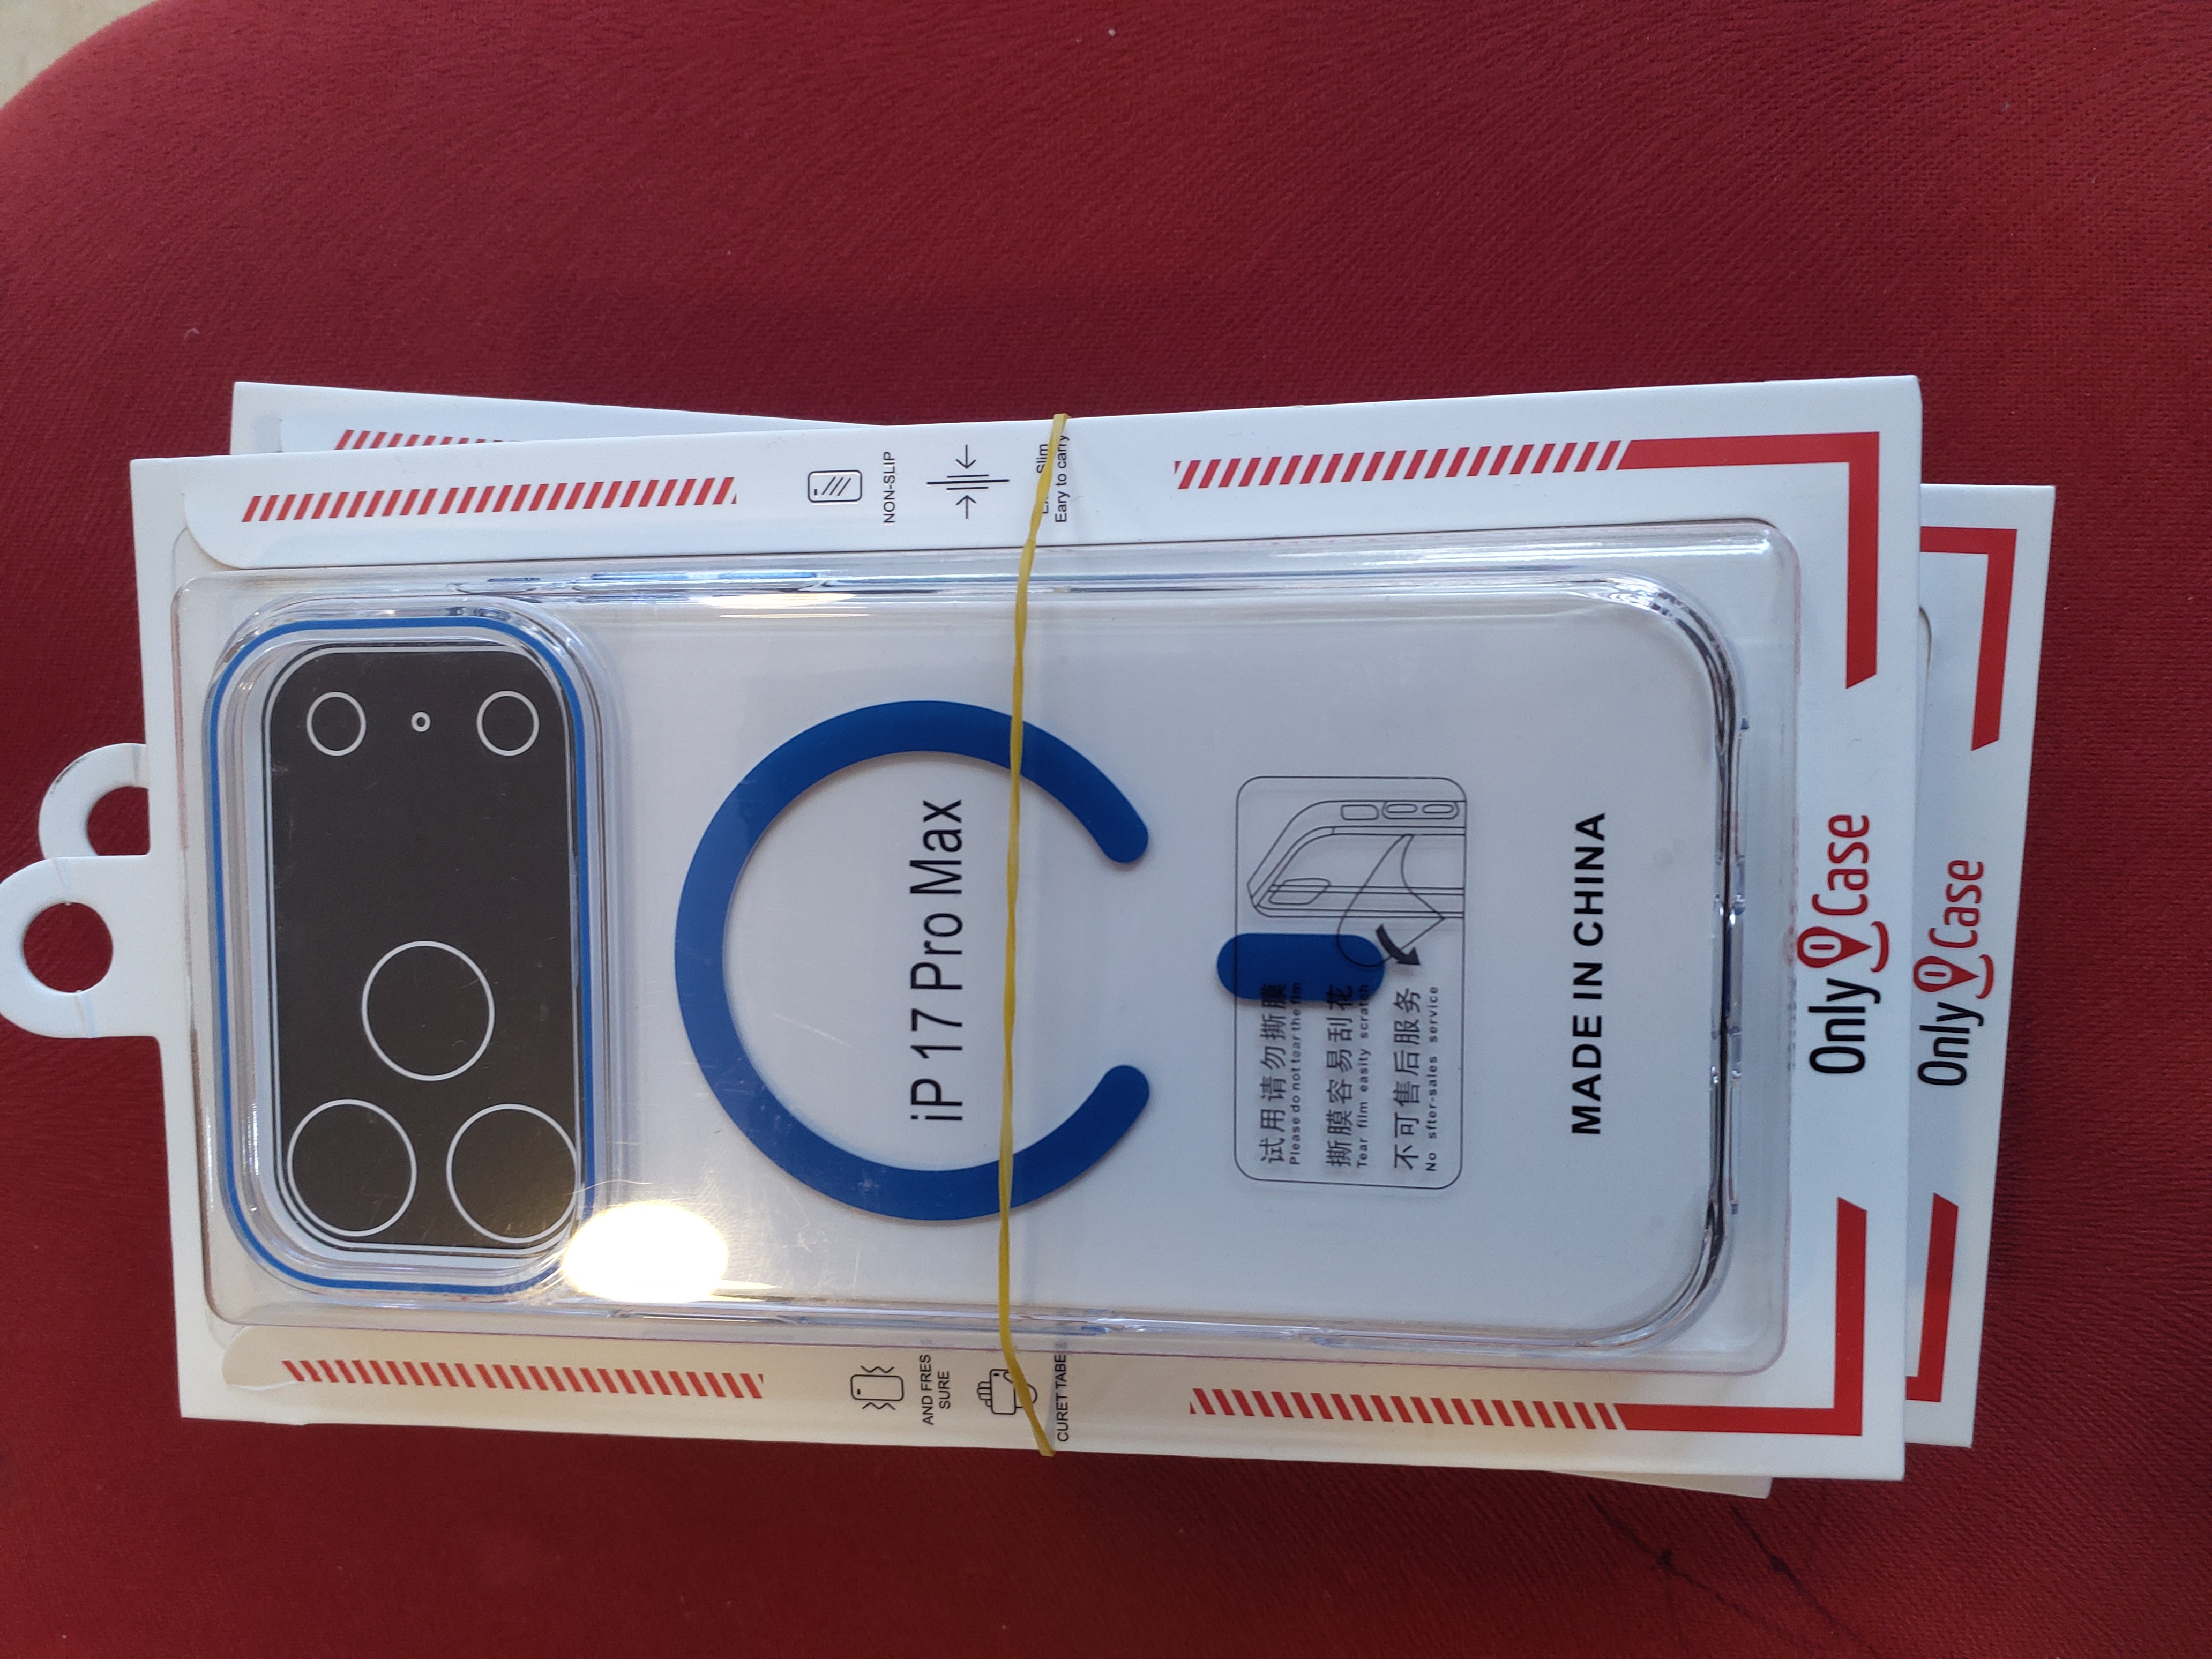 iP 17 Pro Max
试用请勿撕膜
Please do not tear the film
撕膜容易刮花
Tear film easity scratch
不可售后服务
No sfter-sales service
MADE IN CHINA
Only Case
Only Case
NON-SLIP
Slim
Eary to carry
AND FRES
SURE
CURET TABE